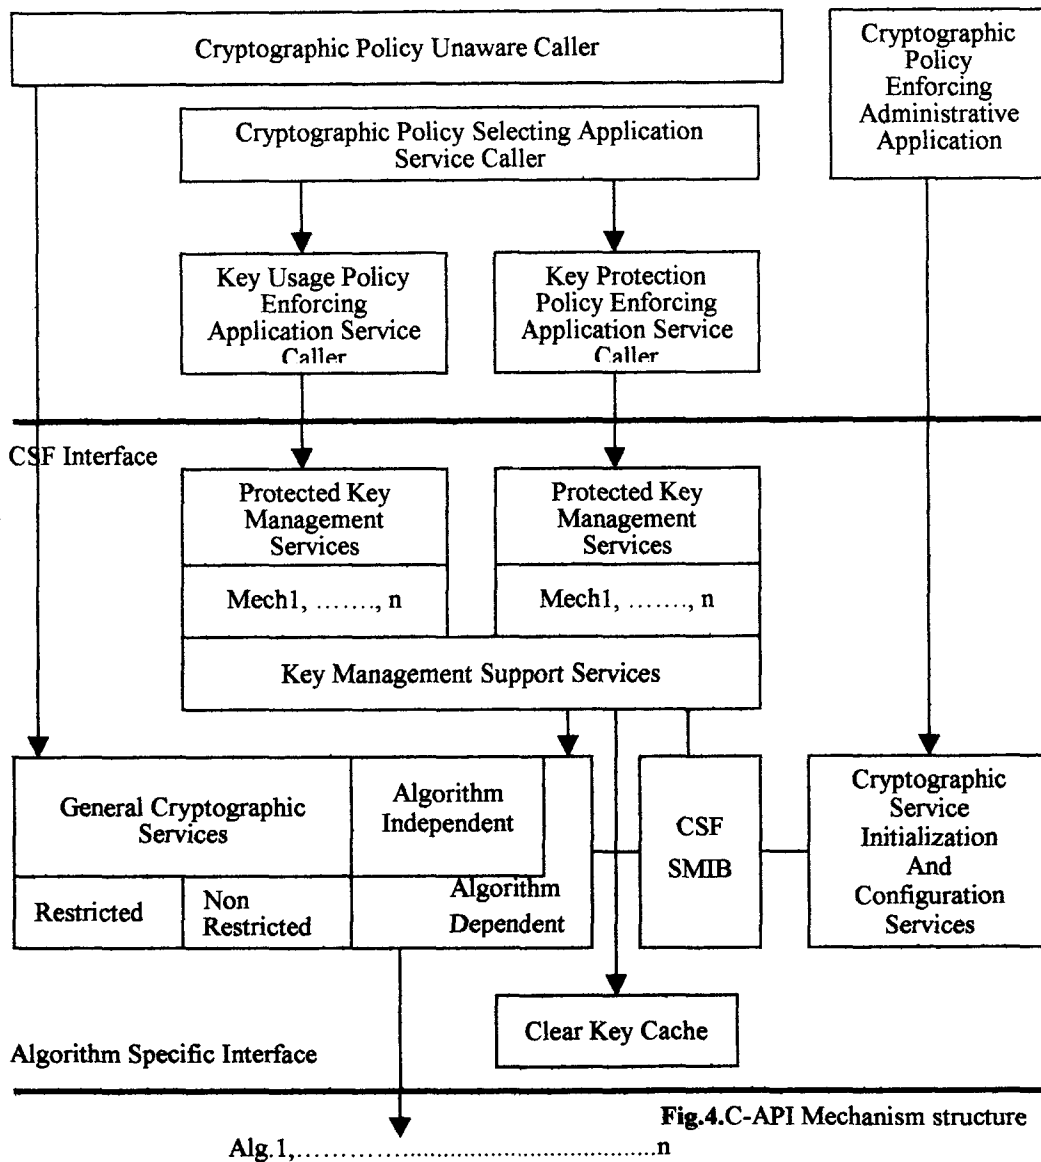 Cryptographic Policy Unaware Caller
Cryptographic
Policy
Enforcing
Administrative
Application
Cryptographic Policy Selecting Application
Service Caller
Key Usage Policy
Enforcing
Application Service
Caller
Key Protection
Policy Enforcing
Application Service
Caller
CSF Interface
Protected Key
Management
Services
Mech1, ……., n
Protected Key
Management
Services
Mech1, ……., n
Key Management Support Services
General Cryptographic
Services
Algorithm
Independent
Restricted
Non
Restricted
Algorithm
Dependent
CSF
SMIB
Cryptographic
Service
Initialization
And
Configuration
Services
Clear Key Cache
Algorithm Specific Interface
Fig.4.C-API Mechanism structure
Alg.1,…………...............................................n